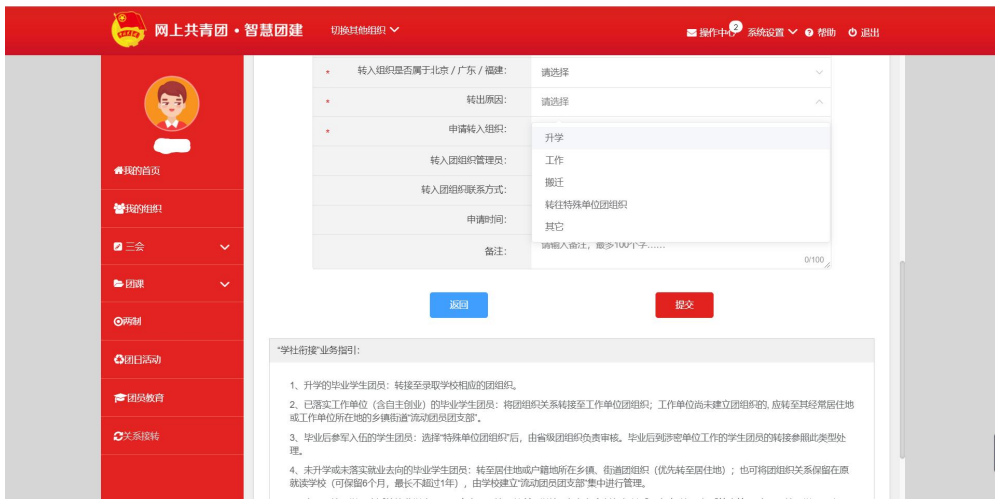 网上共青团·智慧团建
切换其他组织
操作中心
2
系统设置
帮助
退出
* 转入组织是否属于北京/广东/福建： 请选择
* 转出原因： 请选择
* 申请转入组织：
升学
转入团组织管理员：
工作
搬迁
转入团组织联系方式：
转往特殊单位团组织
申请时间：
其它
备注： 请输入备注，最多100个字……
0/100
我的首页
我的组织
三会
团课
两制
团日活动
团员教育
关系接转
返回
提交
“学社衔接”业务指引：
1、升学的毕业学生团员：转接至录取学校相应的团组织。
2、已落实工作单位（含自主创业）的毕业学生团员：将团组织关系转接至工作单位团组织；工作单位尚未建立团组织的，应转至其经常居住地
或工作单位所在地的乡镇街道“流动团员团支部”。
3、毕业后参军入伍的学生团员：选择“特殊单位团组织”后，由省级团组织负责审核。毕业后到涉密单位工作的学生团员的转接参照此类型处
理。
4、未升学或未落实就业去向的毕业学生团员：转至居住地或户籍地所在乡镇、街道团组织（优先转至居住地）；也可将团组织关系保留在原
就读学校（可保留6个月，最长不超过1年），由学校建立“流动团员团支部”集中进行管理。